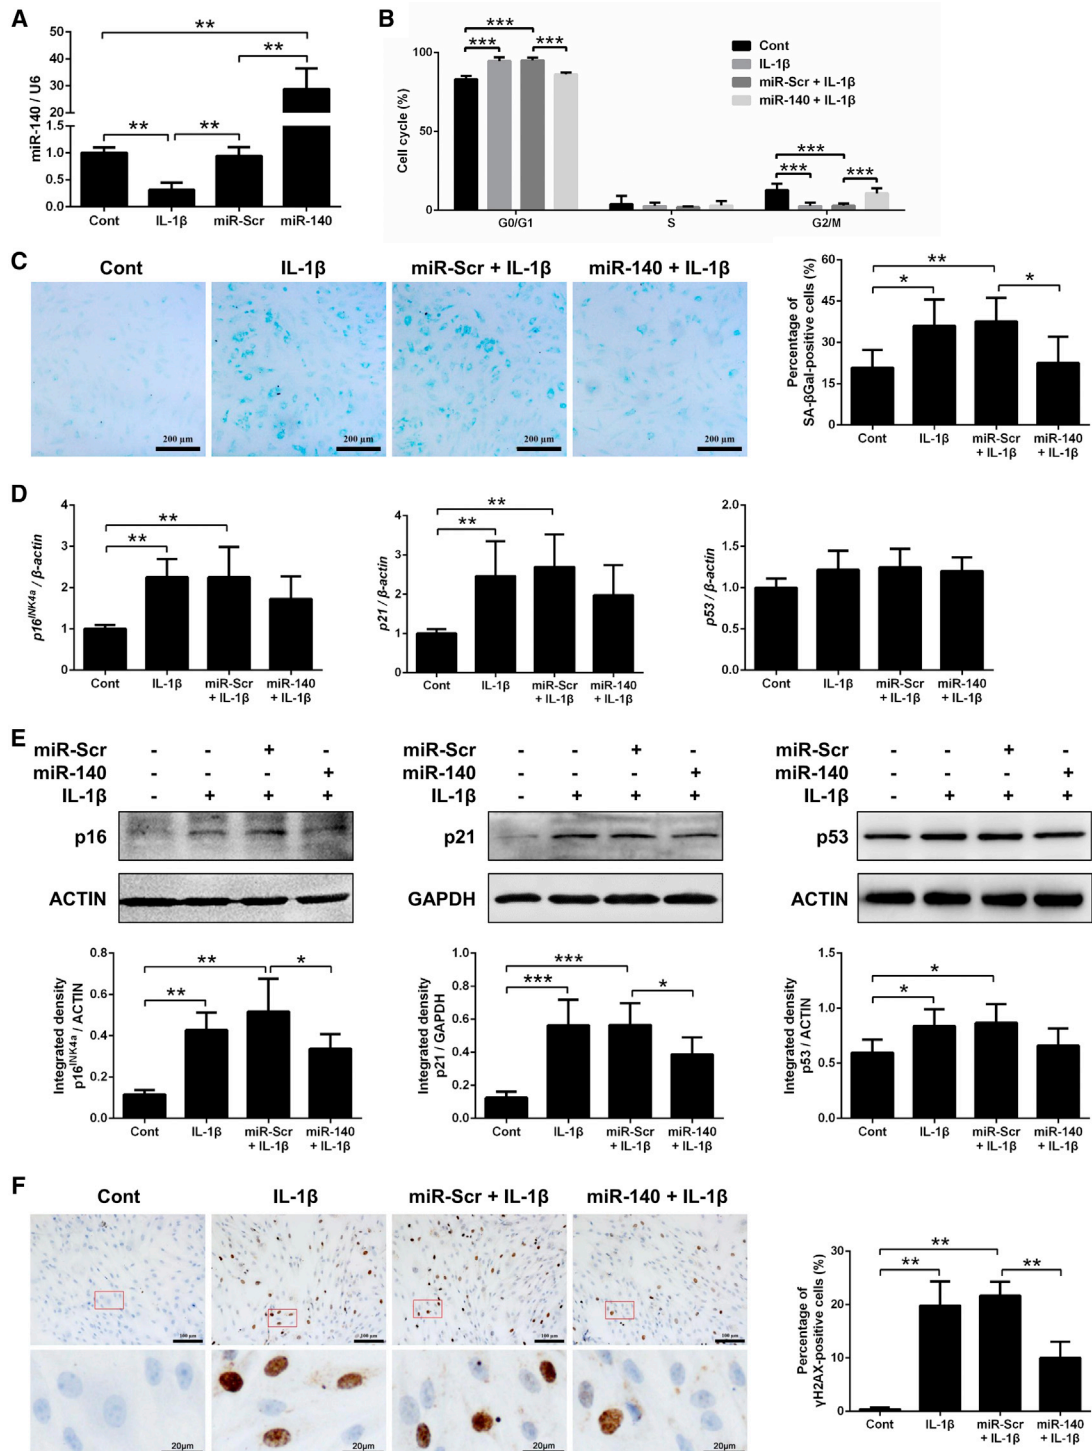 A
miR-140 / U6
50
40
30
20
10
1.5
1.0
0.5
0.0
**
**
**
**
Cont
IL-1β
miR-Scr
miR-140
B
Cell cycle (%)
100
50
0
***
***
***
***
***
***
Cont
IL-1β
miR-Scr + IL-1β
miR-140 + IL-1β
G0/G1
S
G2/M
C
Cont
IL-1β
miR-Scr + IL-1β
miR-140 + IL-1β
200 µm
200 µm
200 µm
200 µm
Percentage of
SA-βGal-positive cells (%)
60
45
30
15
0
**
*
*
Cont
IL-1β
miR-Scr
+ IL-1β
miR-140
+ IL-1β
D
p16INK4a / β-actin
4
3
2
1
0
**
**
Cont
IL-1β
miR-Scr
+ IL-1β
miR-140
+ IL-1β
p21 / β-actin
4
3
2
1
0
**
**
Cont
IL-1β
miR-Scr
+ IL-1β
miR-140
+ IL-1β
p53 / β-actin
2.0
1.5
1.0
0.5
0.0
Cont
IL-1β
miR-Scr
+ IL-1β
miR-140
+ IL-1β
E
miR-Scr - - +
miR-140 - - - +
IL-1β - + + +
p16
ACTIN
miR-Scr - - +
miR-140 - - - +
IL-1β - + + +
p21
GAPDH
miR-Scr - - +
miR-140 - - - +
IL-1β - + + +
p53
ACTIN
Integrated density
p16INK4a / ACTIN
0.8
0.6
0.4
0.2
0.0
**
**
*
Cont
IL-1β
miR-Scr
+ IL-1β
miR-140
+ IL-1β
Integrated density
p21 / GAPDH
1.0
0.8
0.6
0.4
0.2
0.0
***
***
*
Cont
IL-1β
miR-Scr
+ IL-1β
miR-140
+ IL-1β
Integrated density
p53 / ACTIN
1.5
1.0
0.5
0.0
*
*
Cont
IL-1β
miR-Scr
+ IL-1β
miR-140
+ IL-1β
F
Cont
IL-1β
miR-Scr + IL-1β
miR-140 + IL-1β
100 µm
100 µm
100 µm
100 µm
20µm
20µm
20µm
20µm
Percentage of
γH2AX-positive cells (%)
30
20
10
0
**
**
**
Cont
IL-1β
miR-Scr
+ IL-1β
miR-140
+ IL-1β